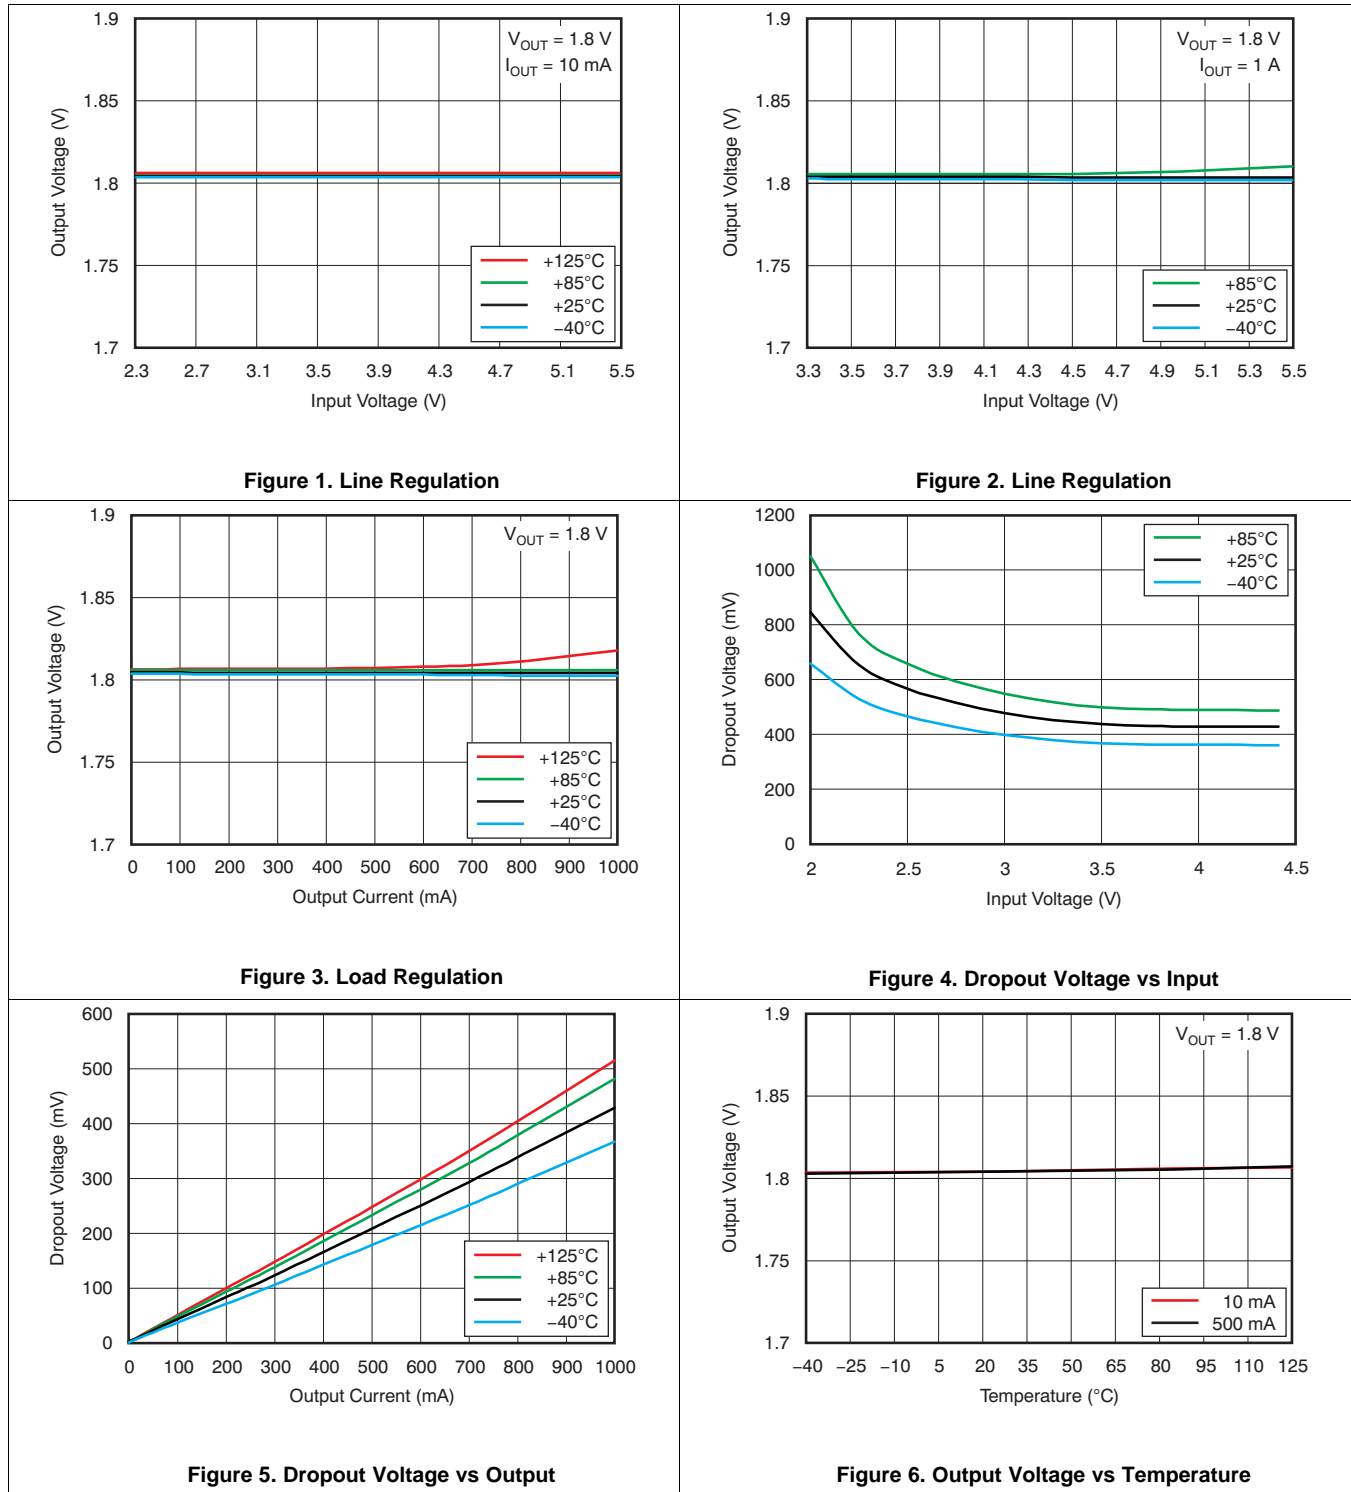 1.9
1.85
1.8
1.75
1.7
Output Voltage (V)
VOUT = 1.8 V
IOUT = 10 mA
+125°C
+85°C
+25°C
−40°C
2.3 2.7 3.1 3.5 3.9 4.3 4.7 5.1 5.5
Input Voltage (V)
Figure 1. Line Regulation
1.9
1.85
1.8
1.75
1.7
Output Voltage (V)
VOUT = 1.8 V
IOUT = 1 A
+85°C
+25°C
−40°C
3.3 3.5 3.7 3.9 4.1 4.3 4.5 4.7 4.9 5.1 5.3 5.5
Input Voltage (V)
Figure 2. Line Regulation
1.9
1.85
1.8
1.75
1.7
Output Voltage (V)
VOUT = 1.8 V
+125°C
+85°C
+25°C
−40°C
0 100 200 300 400 500 600 700 800 900 1000
Output Current (mA)
Figure 3. Load Regulation
1200
1000
800
600
400
200
0
Dropout Voltage (mV)
+85°C
+25°C
−40°C
2 2.5 3 3.5 4 4.5
Input Voltage (V)
Figure 4. Dropout Voltage vs Input
600
500
400
300
200
100
0
Dropout Voltage (mV)
+125°C
+85°C
+25°C
−40°C
0 100 200 300 400 500 600 700 800 900 1000
Output Current (mA)
Figure 5. Dropout Voltage vs Output
1.9
1.85
1.8
1.75
1.7
Output Voltage (V)
VOUT = 1.8 V
10 mA
500 mA
−40 −25 −10 5 20 35 50 65 80 95 110 125
Temperature (°C)
Figure 6. Output Voltage vs Temperature